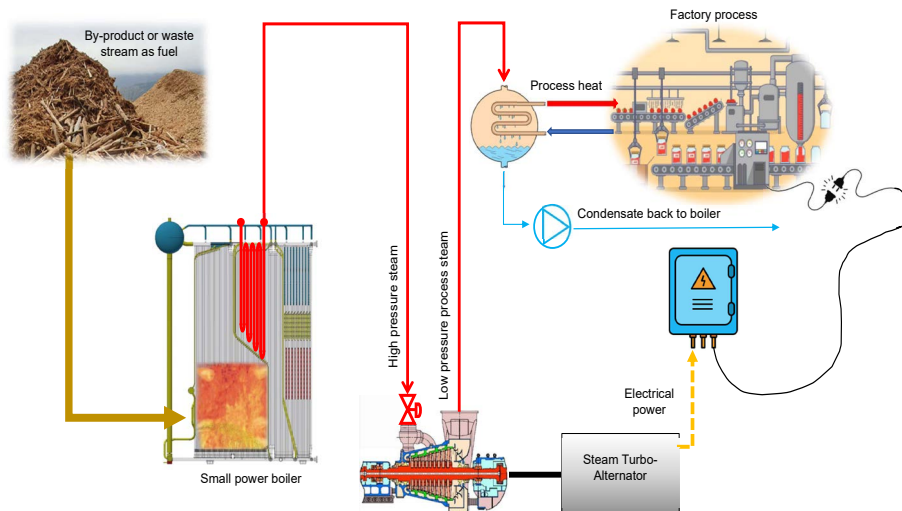 By-product or waste
stream as fuel
Factory process
Process heat
Condensate back to boiler
High pressure steam
Low pressure process steam
Electrical
power
Steam Turbo-
Alternator
Small power boiler